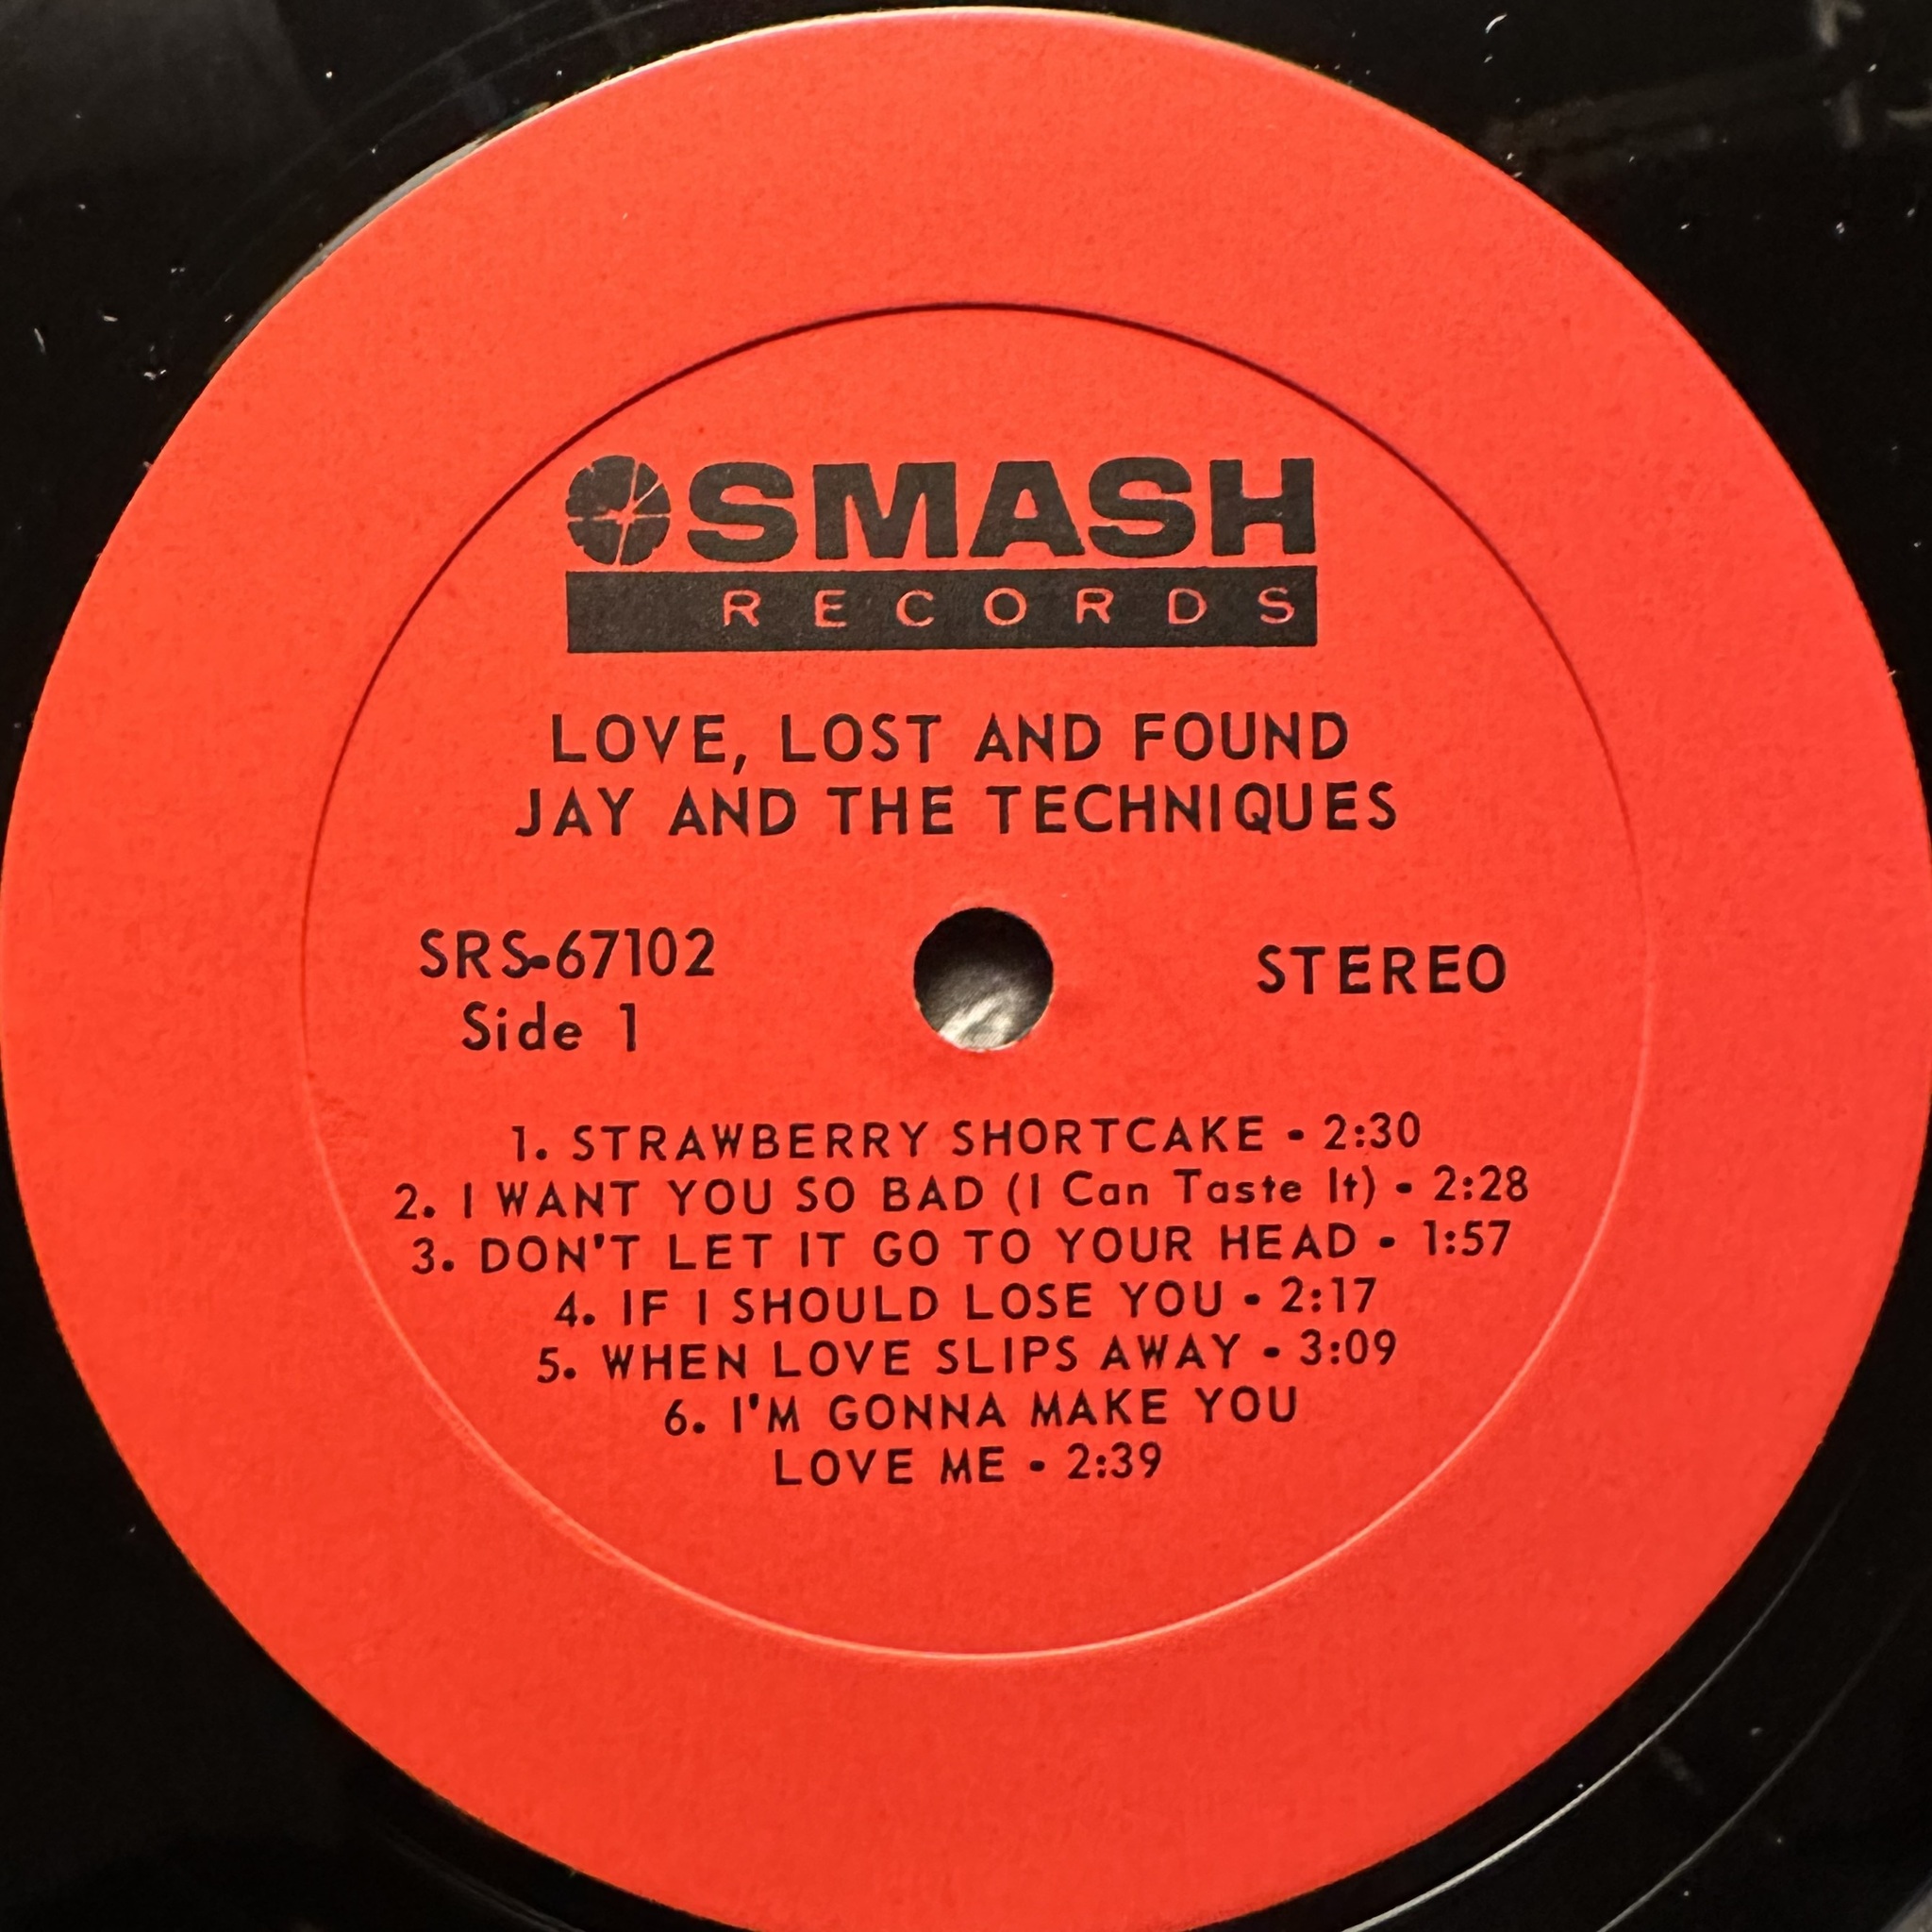 SMASH
RECORDS
LOVE, LOST AND FOUND
JAY AND THE TECHNIQUES
SRS-67102
Side 1
STEREO
1. STRAWBERRY SHORTCAKE - 2:30
2. I WANT YOU SO BAD (I Can Taste It) - 2:28
3. DON'T LET IT GO TO YOUR HEAD - 1:57
4. IF I SHOULD LOSE YOU - 2:17
5. WHEN LOVE SLIPS AWAY - 3:09
6. I'M GONNA MAKE YOU
LOVE ME - 2:39